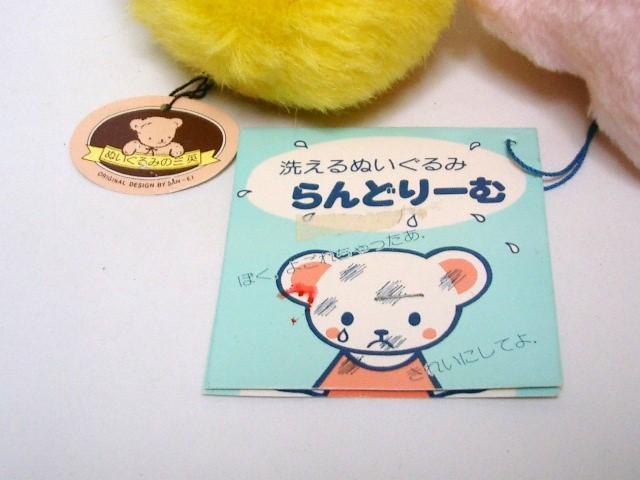 ぬいぐるみの三英
ORIGINAL DESIGN BY SAN-EI
洗えるぬいぐるみ
らんどりーむ
ぼく、よごれちゃったあ.
きれいにしてよ.